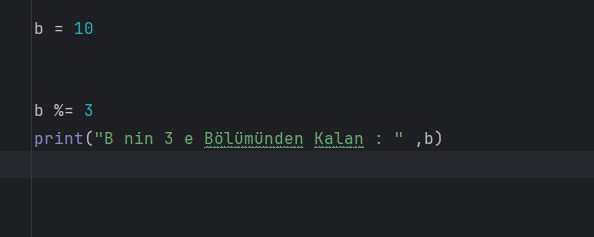 b = 10
b %= 3
print("B nin 3 e Bölümünden Kalan : " ,b)